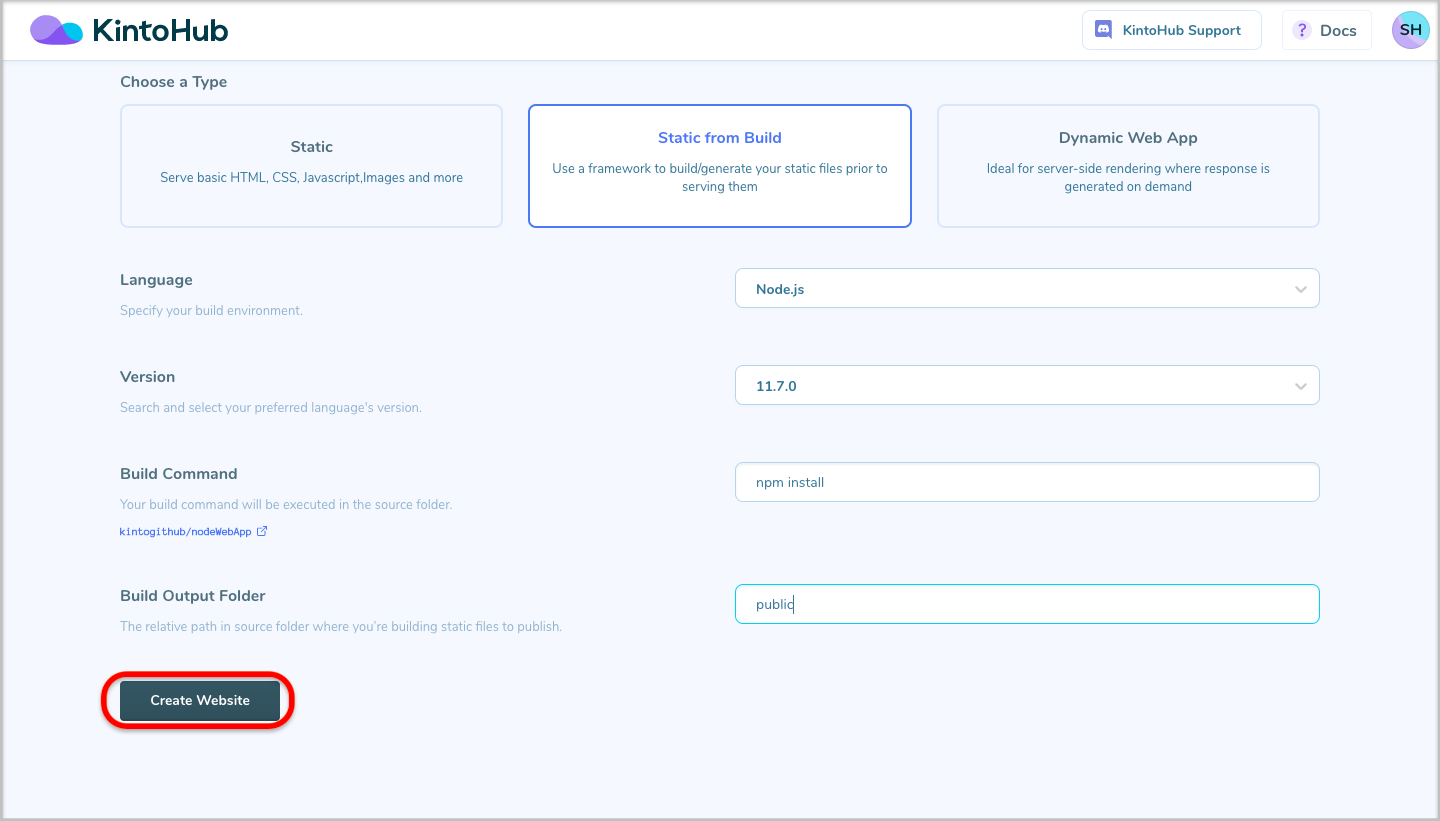 KintoHub
KintoHub Support
? Docs
SH
Choose a Type
Static
Serve basic HTML, CSS, Javascript,Images and more
Static from Build
Use a framework to build/generate your static files prior to
serving them
Dynamic Web App
Ideal for server-side rendering where response is
generated on demand
Language
Specify your build environment.
Node.js
Version
Search and select your preferred language's version.
11.7.0
Build Command
Your build command will be executed in the source folder.
kintogithub/nodeWebApp
npm install
Build Output Folder
The relative path in source folder where you're building static files to publish.
public
Create Website